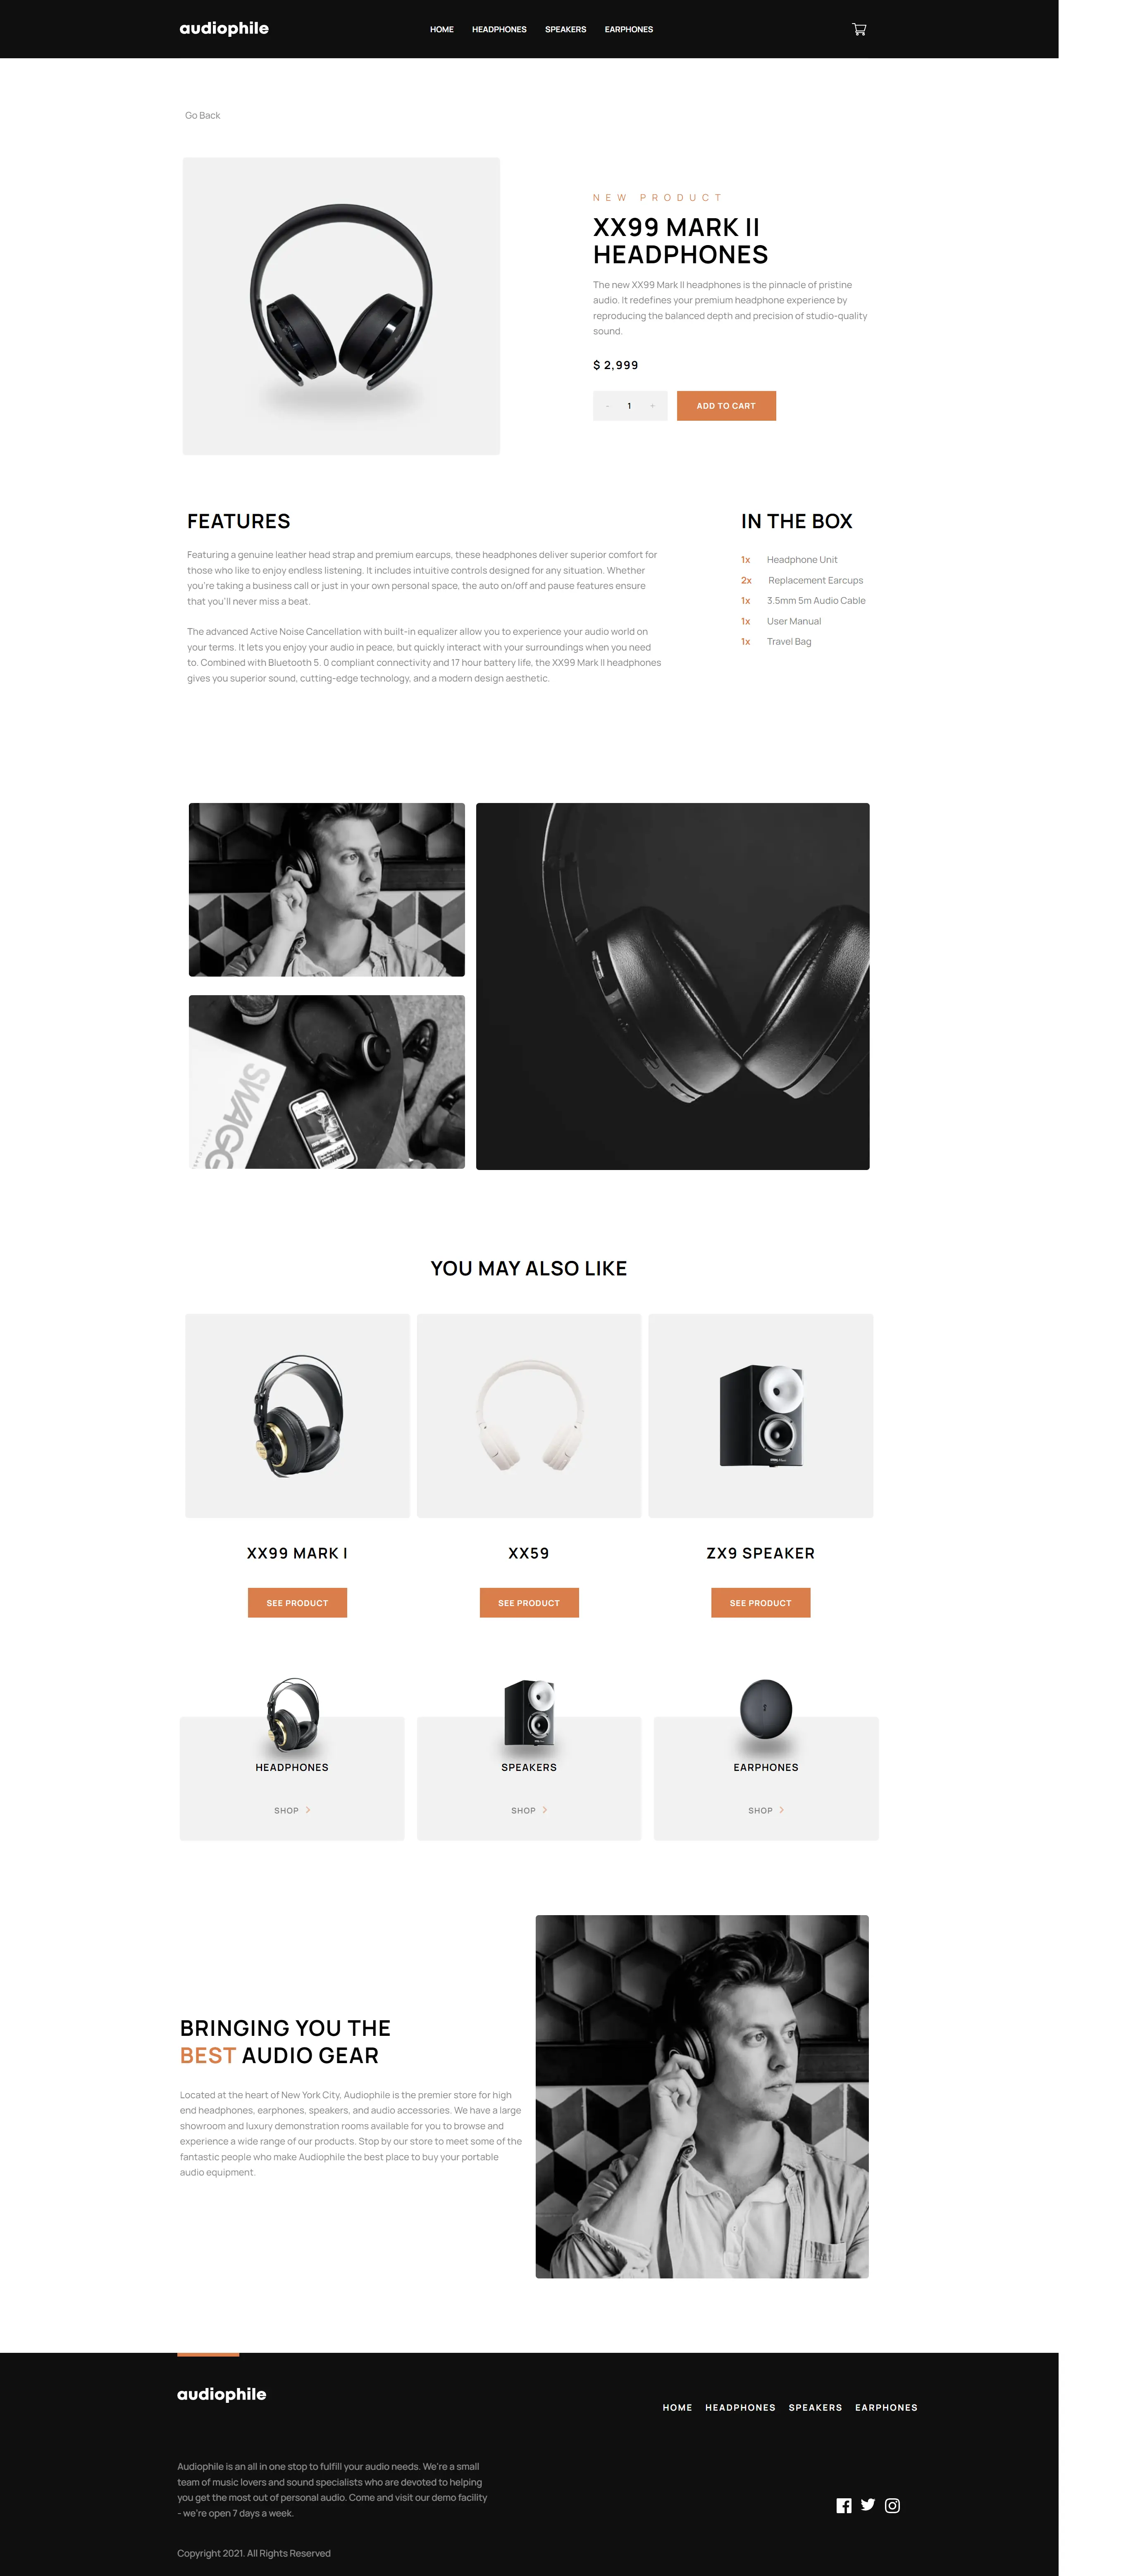 audiophile
HOME HEADPHONES SPEAKERS EARPHONES
Go Back
NEW PRODUCT
XX99 MARK II
HEADPHONES
The new XX99 Mark II headphones is the pinnacle of pristine
audio. It redefines your premium headphone experience by
reproducing the balanced depth and precision of studio-quality
sound.
$ 2,999
- 1 +
ADD TO CART
FEATURES
Featuring a genuine leather head strap and premium earcups, these headphones deliver superior comfort for
those who like to enjoy endless listening. It includes intuitive controls designed for any situation. Whether
you're taking a business call or just in your own personal space, the auto on/off and pause features ensure
that you'll never miss a beat.
The advanced Active Noise Cancellation with built-in equalizer allow you to experience your audio world on
your terms. It lets you enjoy your audio in peace, but quickly interact with your surroundings when you need
to. Combined with Bluetooth 5. 0 compliant connectivity and 17 hour battery life, the XX99 Mark II headphones
gives you superior sound, cutting-edge technology, and a modern design aesthetic.
IN THE BOX
1x Headphone Unit
2x Replacement Earcups
1x 3.5mm 5m Audio Cable
1x User Manual
1x Travel Bag
SWAGG
YOU MAY ALSO LIKE
XX99 MARK I
XX59
ZX9 SPEAKER
SEE PRODUCT
SEE PRODUCT
SEE PRODUCT
HEADPHONES
SPEAKERS
EARPHONES
SHOP
SHOP
SHOP
BRINGING YOU THE
BEST AUDIO GEAR
Located at the heart of New York City, Audiophile is the premier store for high
end headphones, earphones, speakers, and audio accessories. We have a large
showroom and luxury demonstration rooms available for you to browse and
experience a wide range of our products. Stop by our store to meet some of the
fantastic people who make Audiophile the best place to buy your portable
audio equipment.
audiophile
HOME HEADPHONES SPEAKERS EARPHONES
Audiophile is an all in one stop to fulfill your audio needs. We're a small
team of music lovers and sound specialists who are devoted to helping
you get the most out of personal audio. Come and visit our demo facility
- we're open 7 days a week.
Copyright 2021. All Rights Reserved